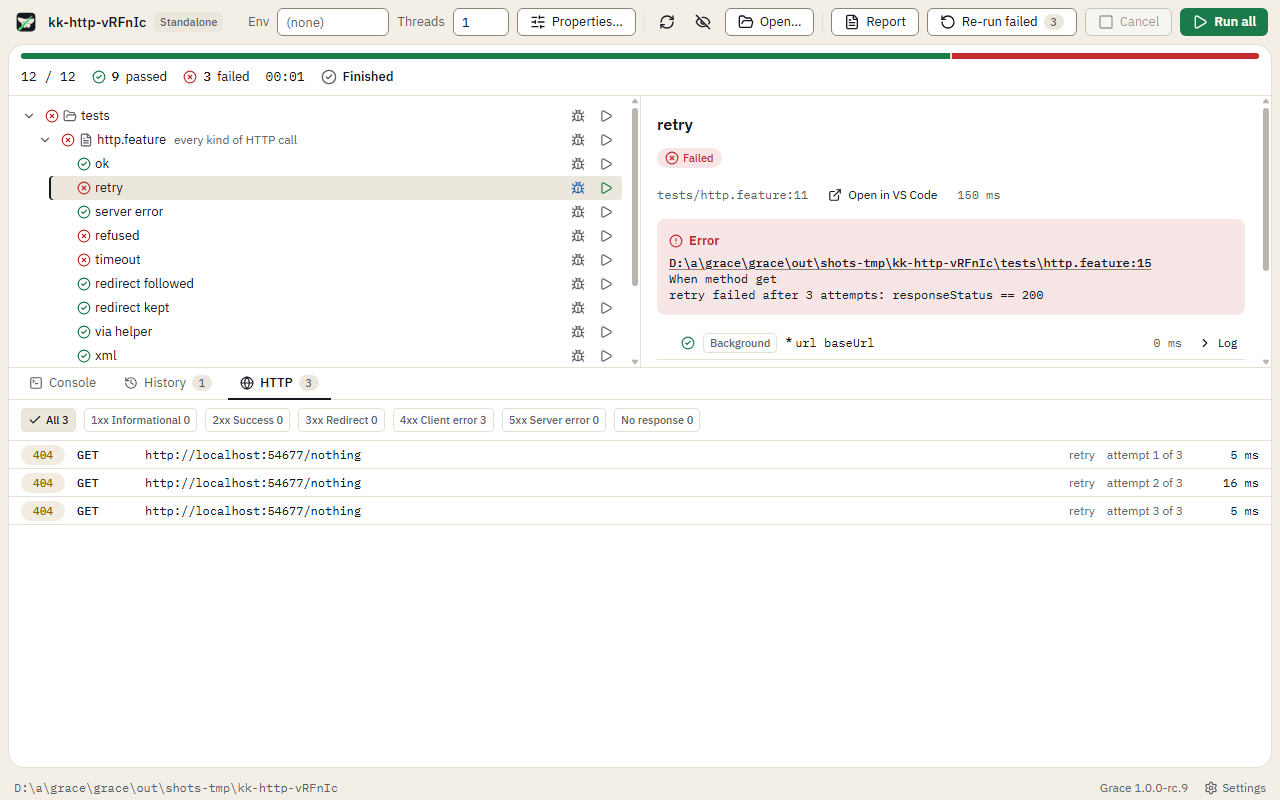 kk-http-vRFnIc Standalone Env (none) Threads 1 Properties... Open... Report Re-run failed 3 Cancel Run all
12 / 12 9 passed 3 failed 00:01 Finished
tests
http.feature every kind of HTTP call
ok
retry
server error
refused
timeout
redirect followed
redirect kept
via helper
xml
retry
Failed
tests/http.feature:11 Open in VS Code 150 ms
Error
D:\a\grace\grace\out\shots-tmp\kk-http-vRFnIc\tests\http.feature:15
When method get
retry failed after 3 attempts: responseStatus == 200
Background * url baseUrl 0 ms Log
Console History 1 HTTP 3
All 3 1xx Informational 0 2xx Success 0 3xx Redirect 0 4xx Client error 3 5xx Server error 0 No response 0
404 GET http://localhost:54677/nothing retry attempt 1 of 3 5 ms
404 GET http://localhost:54677/nothing retry attempt 2 of 3 16 ms
404 GET http://localhost:54677/nothing retry attempt 3 of 3 5 ms
D:\a\grace\grace\out\shots-tmp\kk-http-vRFnIc Grace 1.0.0-rc.9 Settings